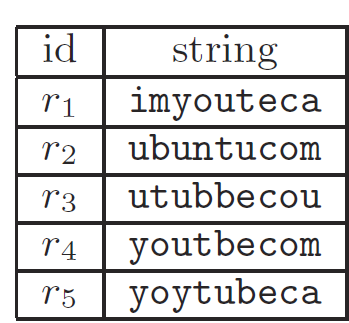 id string
r1 imyouteca
r2 ubuntucom
r3 utubbecou
r4 youtbecom
r5 yoytubeca